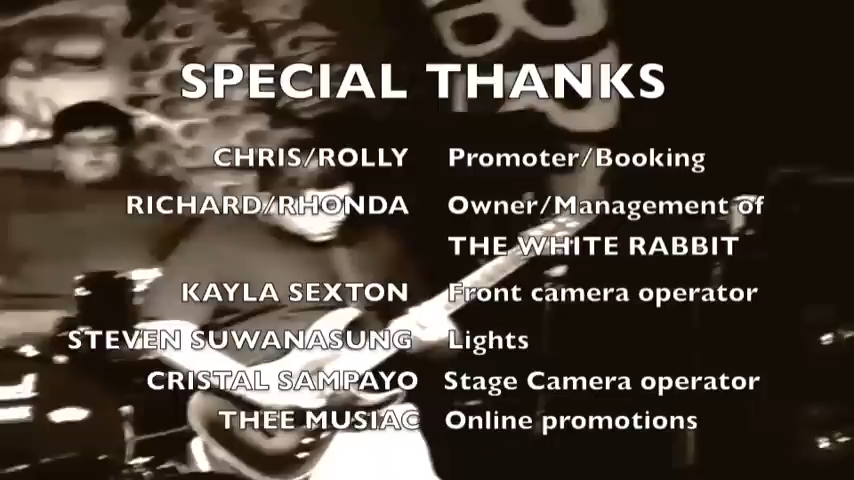 SPECIAL THANKS
CHRIS/ROLLY Promoter/Booking
RICHARD/RHONDA Owner/Management of
THE WHITE RABBIT
KAYLA SEXTON Front camera operator
STEVEN SUWANASUNG Lights
CRISTAL SAMPAYO Stage Camera operator
THEE MUSIAC Online promotions